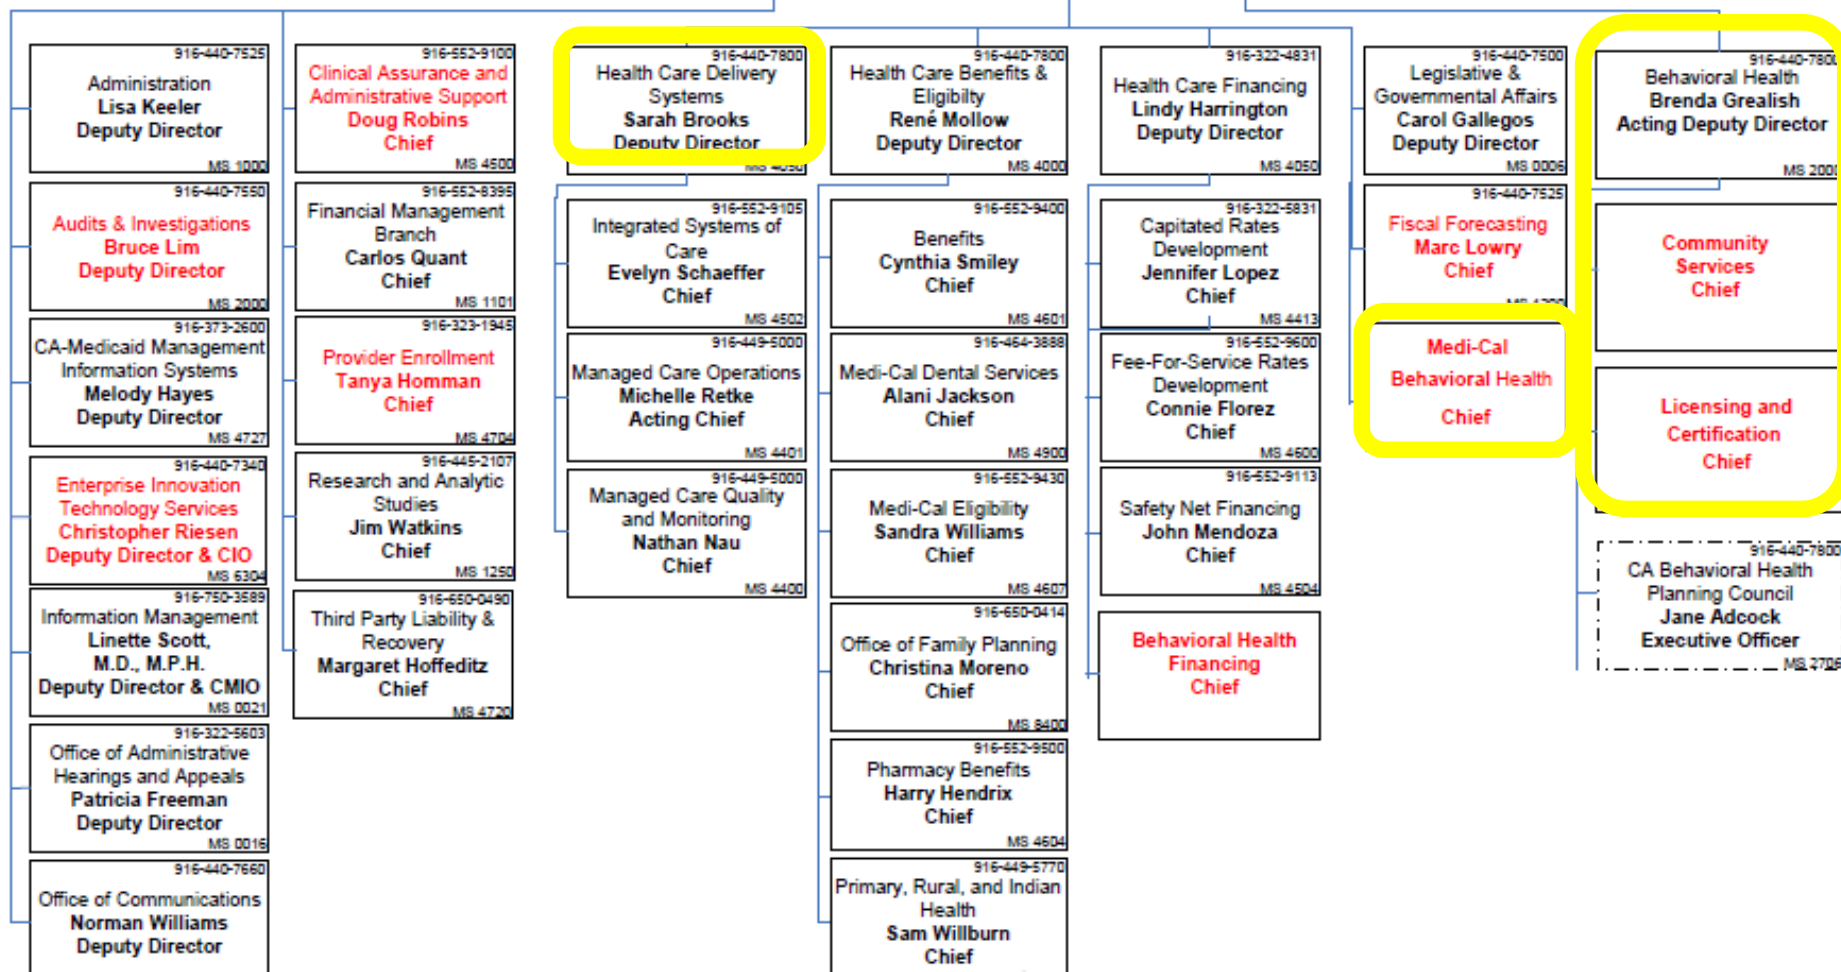 916-440-7525
Administration
Lisa Keeler
Deputy Director
MS 1000
916-440-7550
Audits & Investigations
Bruce Lim
Deputy Director
MS 2000
916-373-2600
CA-Medicaid Management
Information Systems
Melody Hayes
Deputy Director
MS 4727
916-440-7340
Enterprise Innovation
Technology Services
Christopher Riesen
Deputy Director & CIO
MS 6304
916-750-3589
Information Management
Linette Scott,
M.D., M.P.H.
Deputy Director & CMIO
MS 0021
916-322-5603
Office of Administrative
Hearings and Appeals
Patricia Freeman
Deputy Director
MS 0016
916-440-7660
Office of Communications
Norman Williams
Deputy Director
916-552-9100
Clinical Assurance and
Administrative Support
Doug Robins
Chief
MS 4500
916-552-8395
Financial Management
Branch
Carlos Quant
Chief
MS 1101
916-323-1945
Provider Enrollment
Tanya Homman
Chief
MS 4704
916-445-2107
Research and Analytic
Studies
Jim Watkins
Chief
MS 1250
916-650-0490
Third Party Liability &
Recovery
Margaret Hoffeditz
Chief
MS 4720
916-440-7800
Health Care Delivery
Systems
Sarah Brooks
Deputy Director
MS 4050
916-552-9105
Integrated Systems of
Care
Evelyn Schaeffer
Chief
MS 4502
916-449-5000
Managed Care Operations
Michelle Retke
Acting Chief
MS 4401
916-449-5000
Managed Care Quality
and Monitoring
Nathan Nau
Chief
MS 4400
916-440-7800
Health Care Benefits &
Eligibilty
René Mollow
Deputy Director
MS 4000
916-552-9400
Benefits
Cynthia Smiley
Chief
MS 4601
916-464-3888
Medi-Cal Dental Services
Alani Jackson
Chief
MS 4900
916-552-9430
Medi-Cal Eligibility
Sandra Williams
Chief
MS 4607
916-650-0414
Office of Family Planning
Christina Moreno
Chief
MS 8400
916-552-9500
Pharmacy Benefits
Harry Hendrix
Chief
MS 4604
916-449-5770
Primary, Rural, and Indian
Health
Sam Willburn
Chief
916-322-4831
Health Care Financing
Lindy Harrington
Deputy Director
MS 4050
916-322-5831
Capitated Rates
Development
Jennifer Lopez
Chief
MS 4413
916-552-9600
Fee-For-Service Rates
Development
Connie Florez
Chief
MS 4600
916-552-9113
Safety Net Financing
John Mendoza
Chief
MS 4504
Behavioral Health
Financing
Chief
916-440-7500
Legislative &
Governmental Affairs
Carol Gallegos
Deputy Director
MS 0006
916-440-7525
Fiscal Forecasting
Marc Lowry
Chief
Medi-Cal
Behavioral Health
Chief
916-440-7800
Behavioral Health
Brenda Grealish
Acting Deputy Director
MS 2000
Community
Services
Chief
Licensing and
Certification
Chief
916-440-7800
CA Behavioral Health
Planning Council
Jane Adcock
Executive Officer
MS 2706